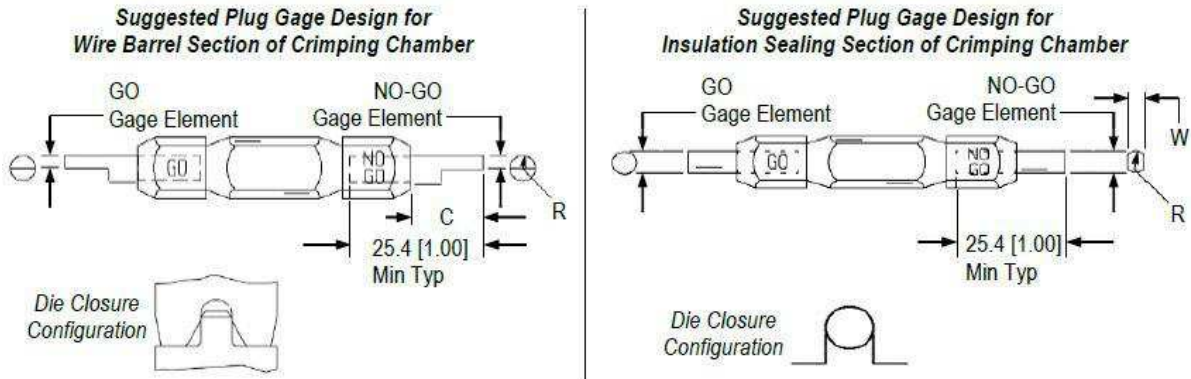 Suggested Plug Gage Design for
Wire Barrel Section of Crimping Chamber
GO
Gage Element
NO-GO
Gage Element
GO
NO
GO
R
C
25.4 [1.00]
Min Typ
Die Closure
Configuration
Suggested Plug Gage Design for
Insulation Sealing Section of Crimping Chamber
GO
Gage Element
NO-GO
Gage Element
W
GO
NO
GO
R
25.4 [1.00]
Min Typ
Die Closure
Configuration